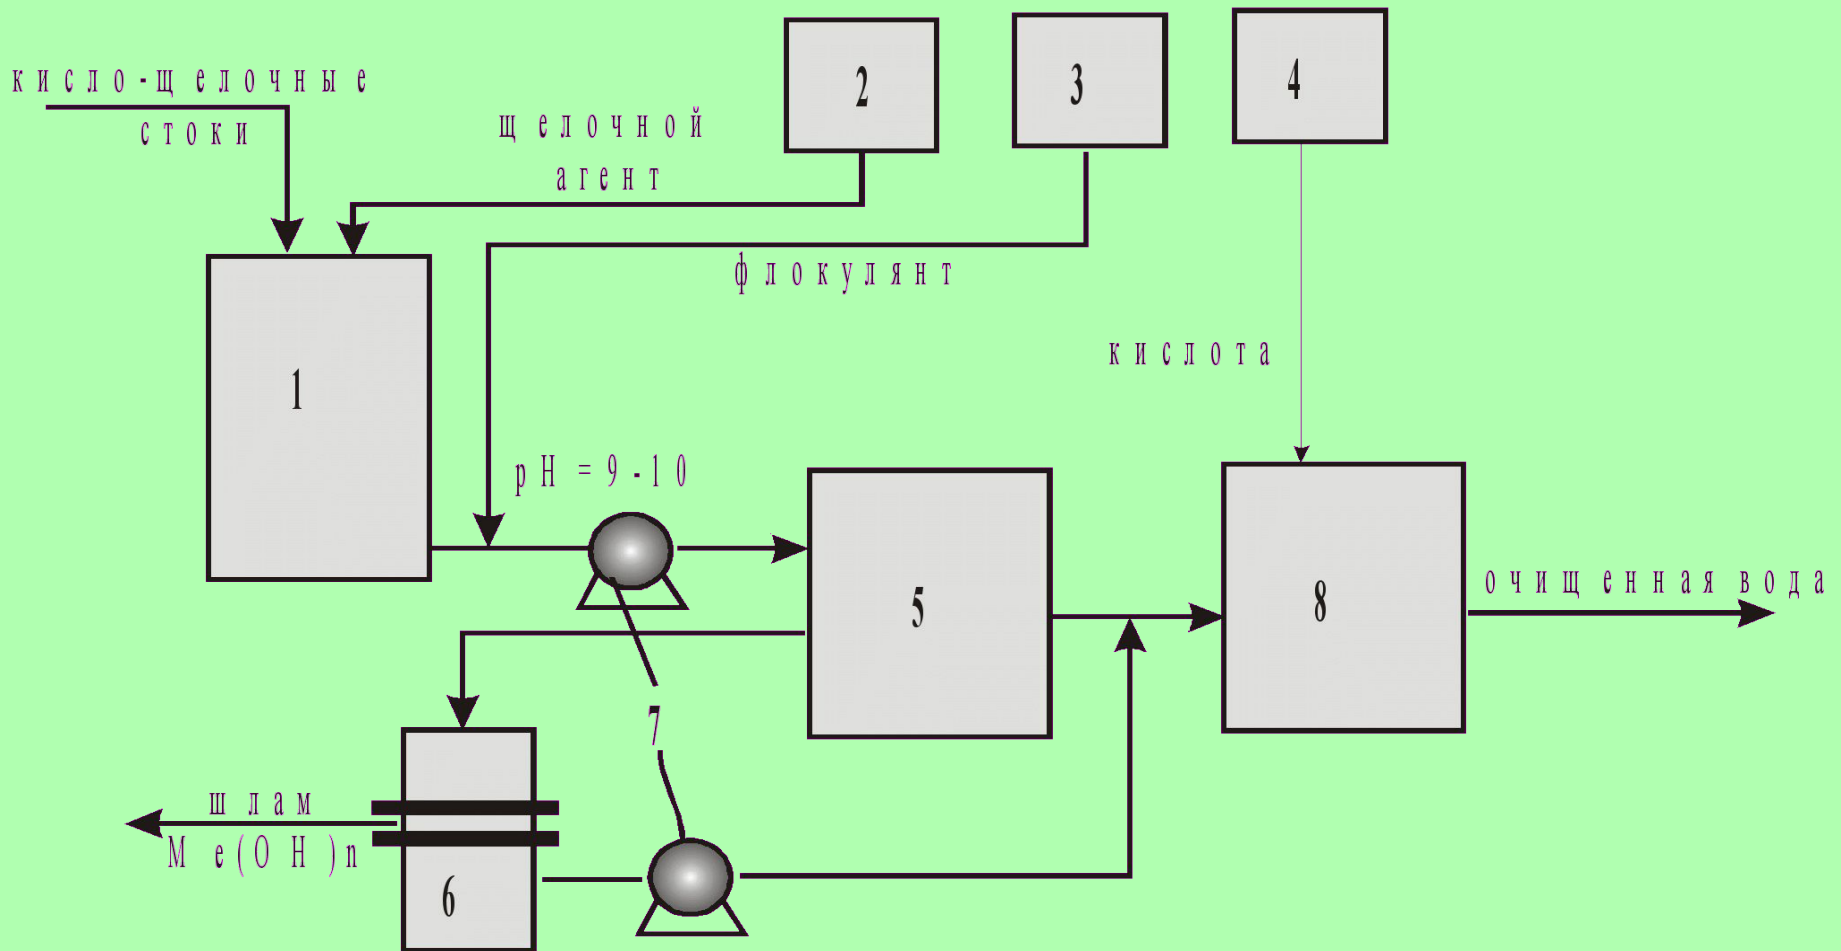 кисло-щелочные
стоки
щелочной
агент
2
3
4
флокулянт
кислота
1
pH=9-10
5
8
очищенная вода
7
шлам
Me(OH)n
6